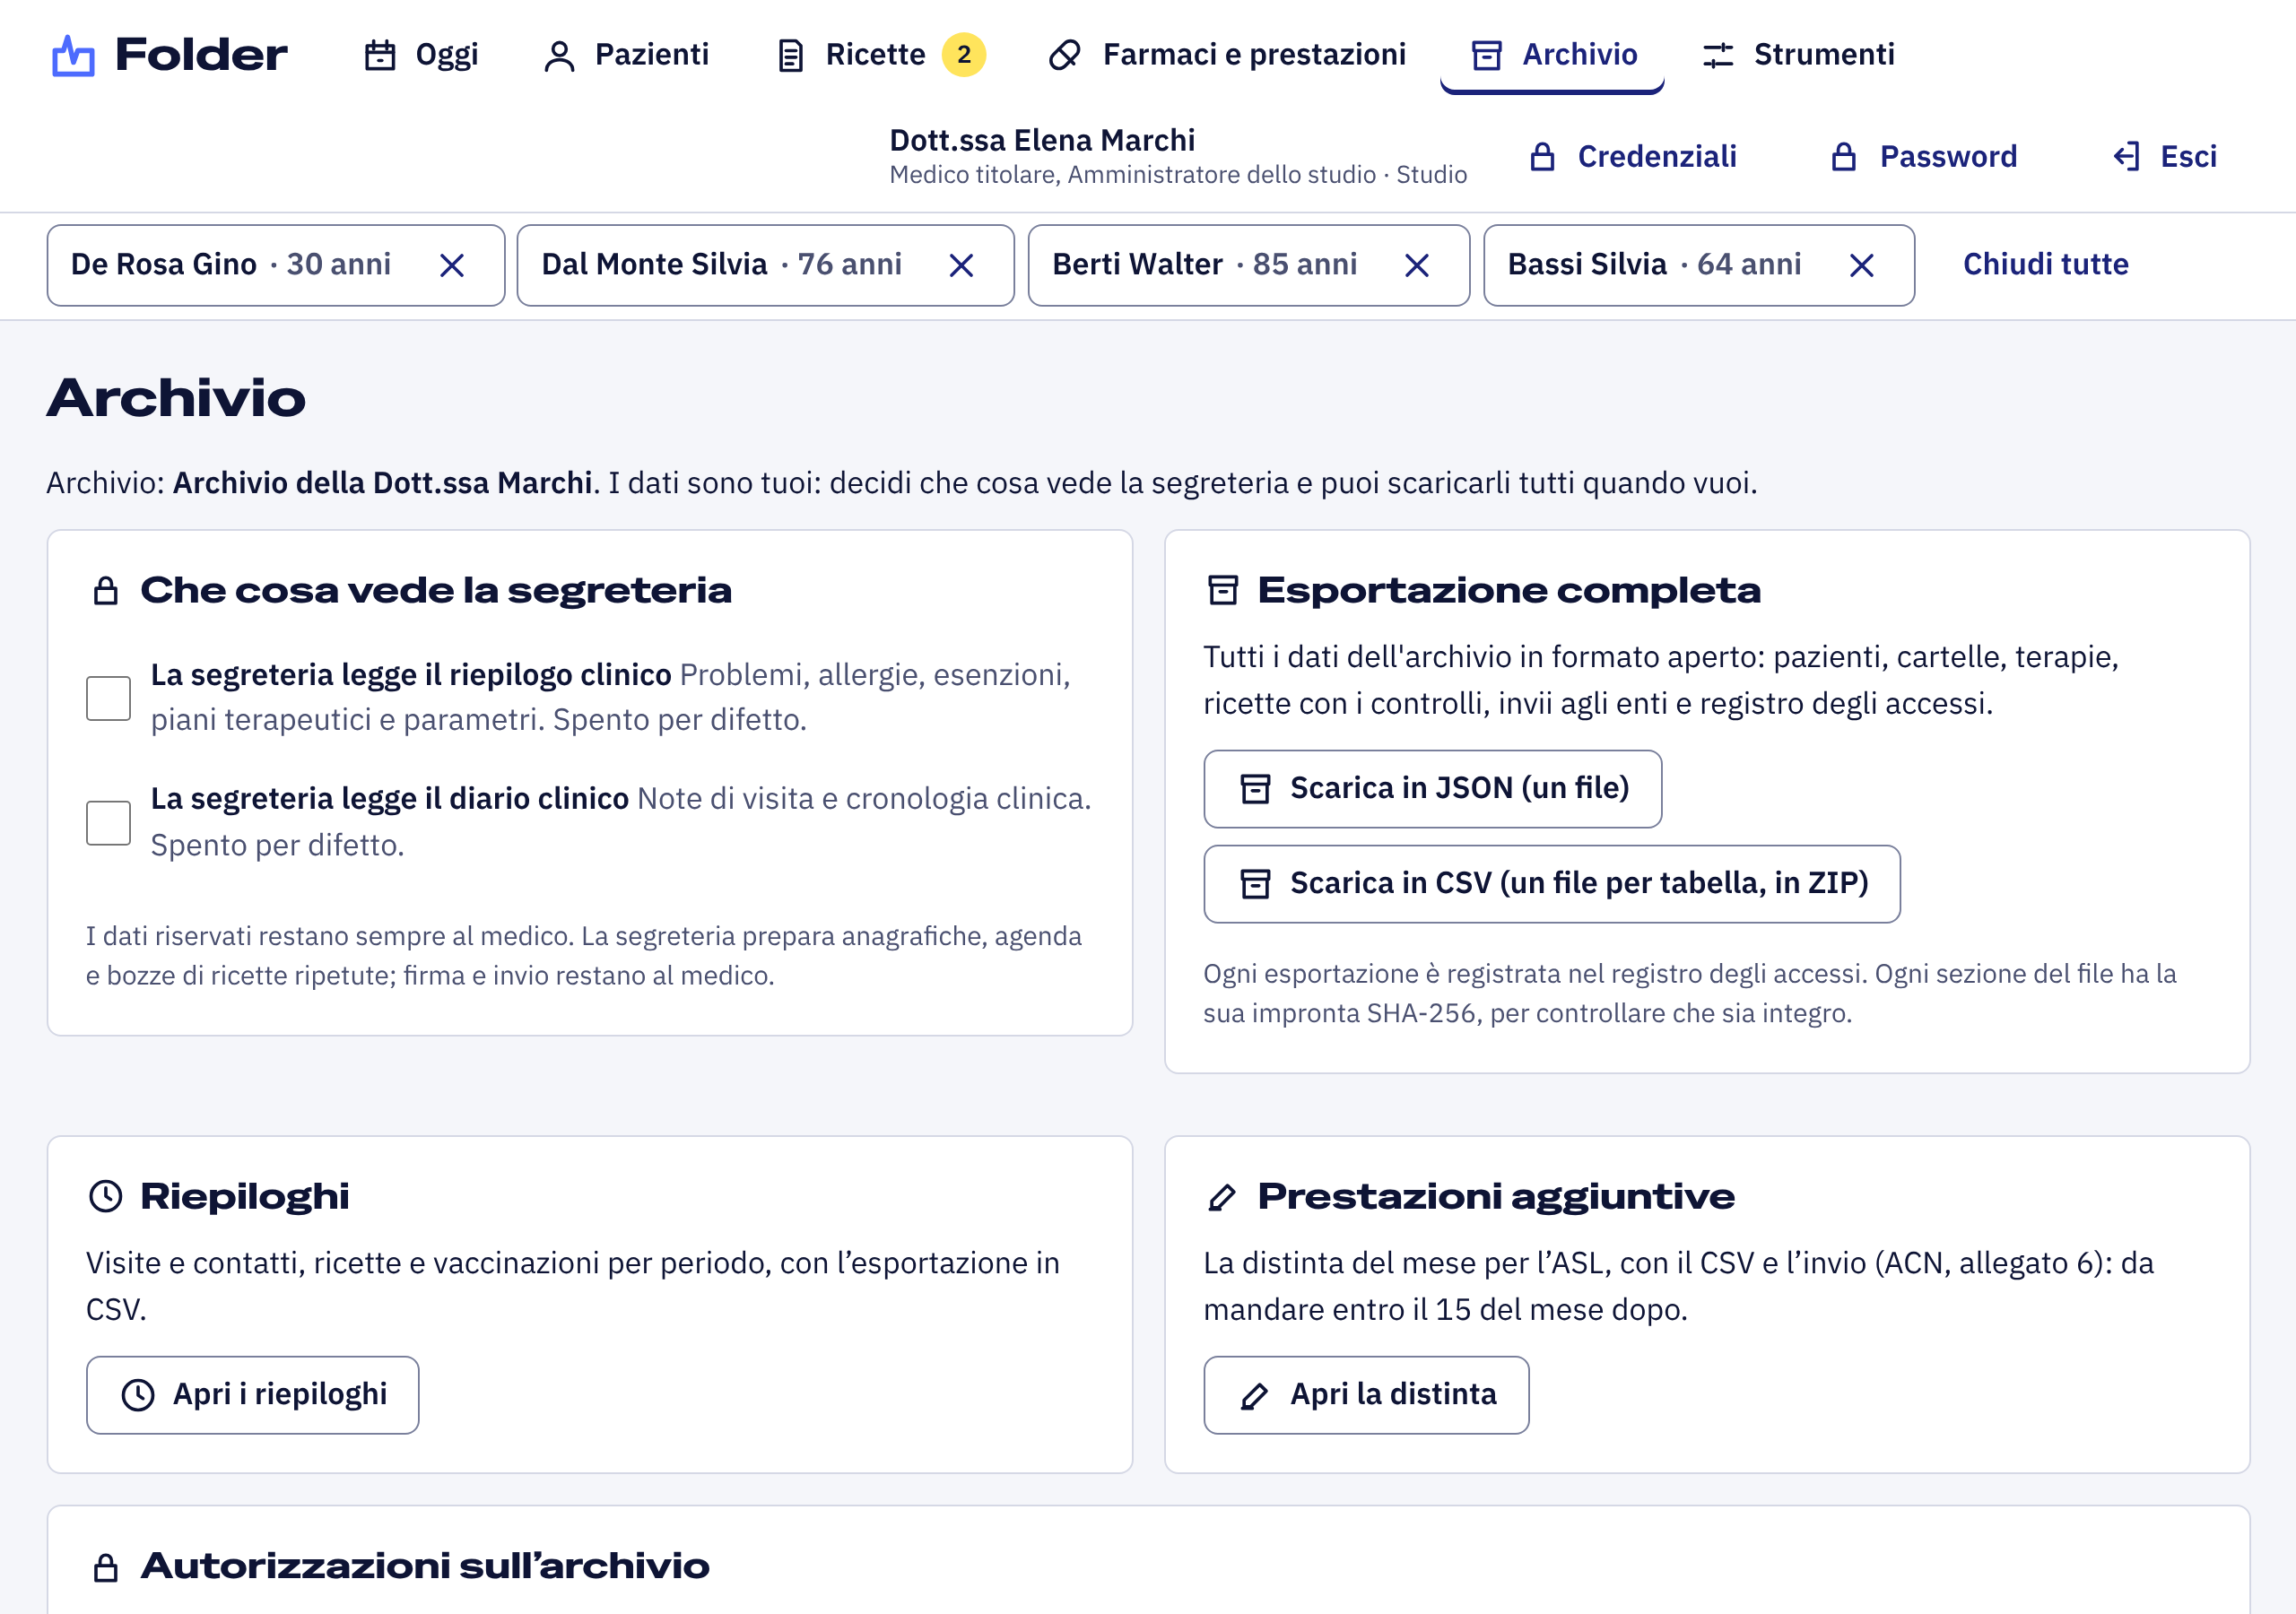 Folder
Oggi
Pazienti
Ricette 2
Farmaci e prestazioni
Archivio
Strumenti
Dott.ssa Elena Marchi
Medico titolare, Amministratore dello studio · Studio
Credenziali
Password
Esci
De Rosa Gino · 30 anni
Dal Monte Silvia · 76 anni
Berti Walter · 85 anni
Bassi Silvia · 64 anni
Chiudi tutte
Archivio
Archivio: Archivio della Dott.ssa Marchi. I dati sono tuoi: decidi che cosa vede la segreteria e puoi scaricarli tutti quando vuoi.
Che cosa vede la segreteria
La segreteria legge il riepilogo clinico Problemi, allergie, esenzioni,
piani terapeutici e parametri. Spento per difetto.
La segreteria legge il diario clinico Note di visita e cronologia clinica.
Spento per difetto.
I dati riservati restano sempre al medico. La segreteria prepara anagrafiche, agenda
e bozze di ricette ripetute; firma e invio restano al medico.
Esportazione completa
Tutti i dati dell'archivio in formato aperto: pazienti, cartelle, terapie,
ricette con i controlli, invii agli enti e registro degli accessi.
Scarica in JSON (un file)
Scarica in CSV (un file per tabella, in ZIP)
Ogni esportazione è registrata nel registro degli accessi. Ogni sezione del file ha la
sua impronta SHA-256, per controllare che sia integro.
Riepiloghi
Visite e contatti, ricette e vaccinazioni per periodo, con l’esportazione in
CSV.
Apri i riepiloghi
Prestazioni aggiuntive
La distinta del mese per l’ASL, con il CSV e l’invio (ACN, allegato 6): da
mandare entro il 15 del mese dopo.
Apri la distinta
Autorizzazioni sull’archivio